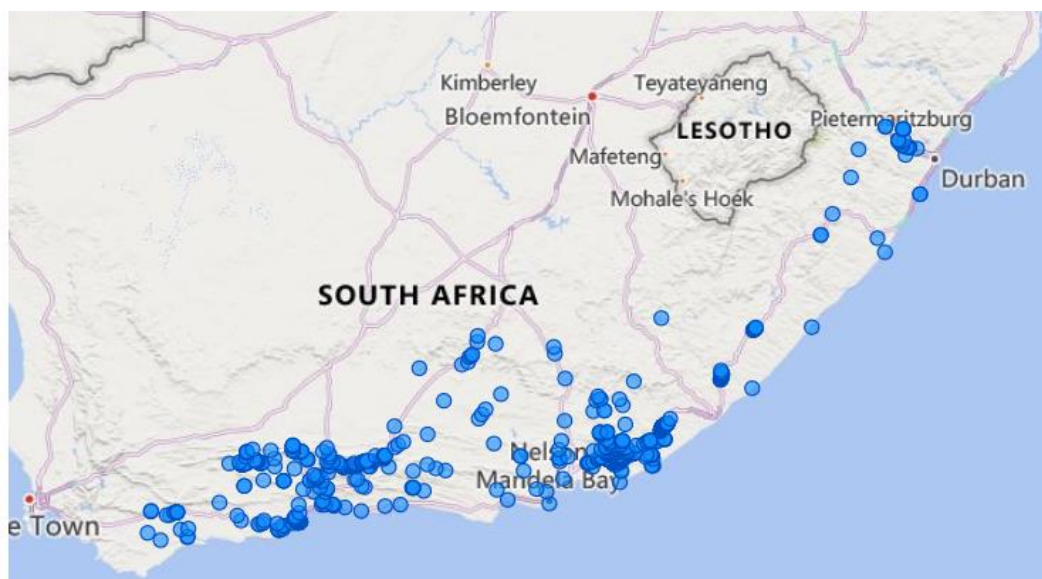 Kimberley
Teyateyaneng
Bloemfontein
LESOTHO
Pietermaritzburg
Mafeteng
Durban
Mohale's Hoek
SOUTH AFRICA
Nelson
Mandela Bay
e Town